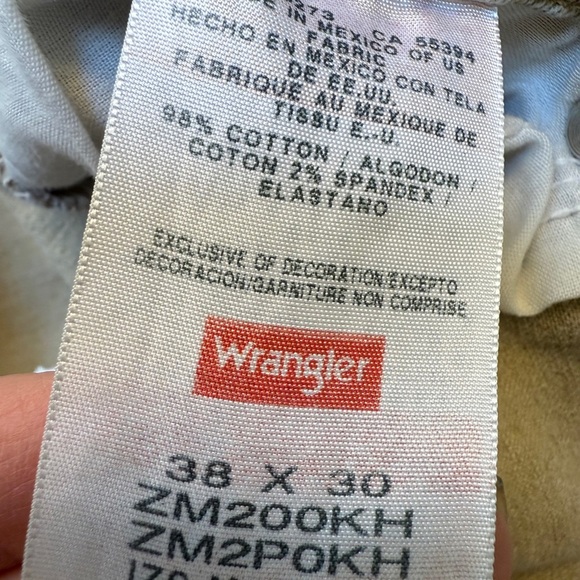 273 CA 55394
IN MEXICO OF US
FABRIC
HECHO EN MEXICO CON TELA
DE EE.UU.
FABRIQUE AU MEXIQUE DE
TISSU E.-U.
98% COTTON / ALGODON /
COTON 2% SPANDEX /
ELASTANO
EXCLUSIVE OF DECORATION/EXCEPTO
DECORACION/GARNITURE NON COMPRISE
Wrangler
38 X 30
ZM200KH
ZM2P0KH